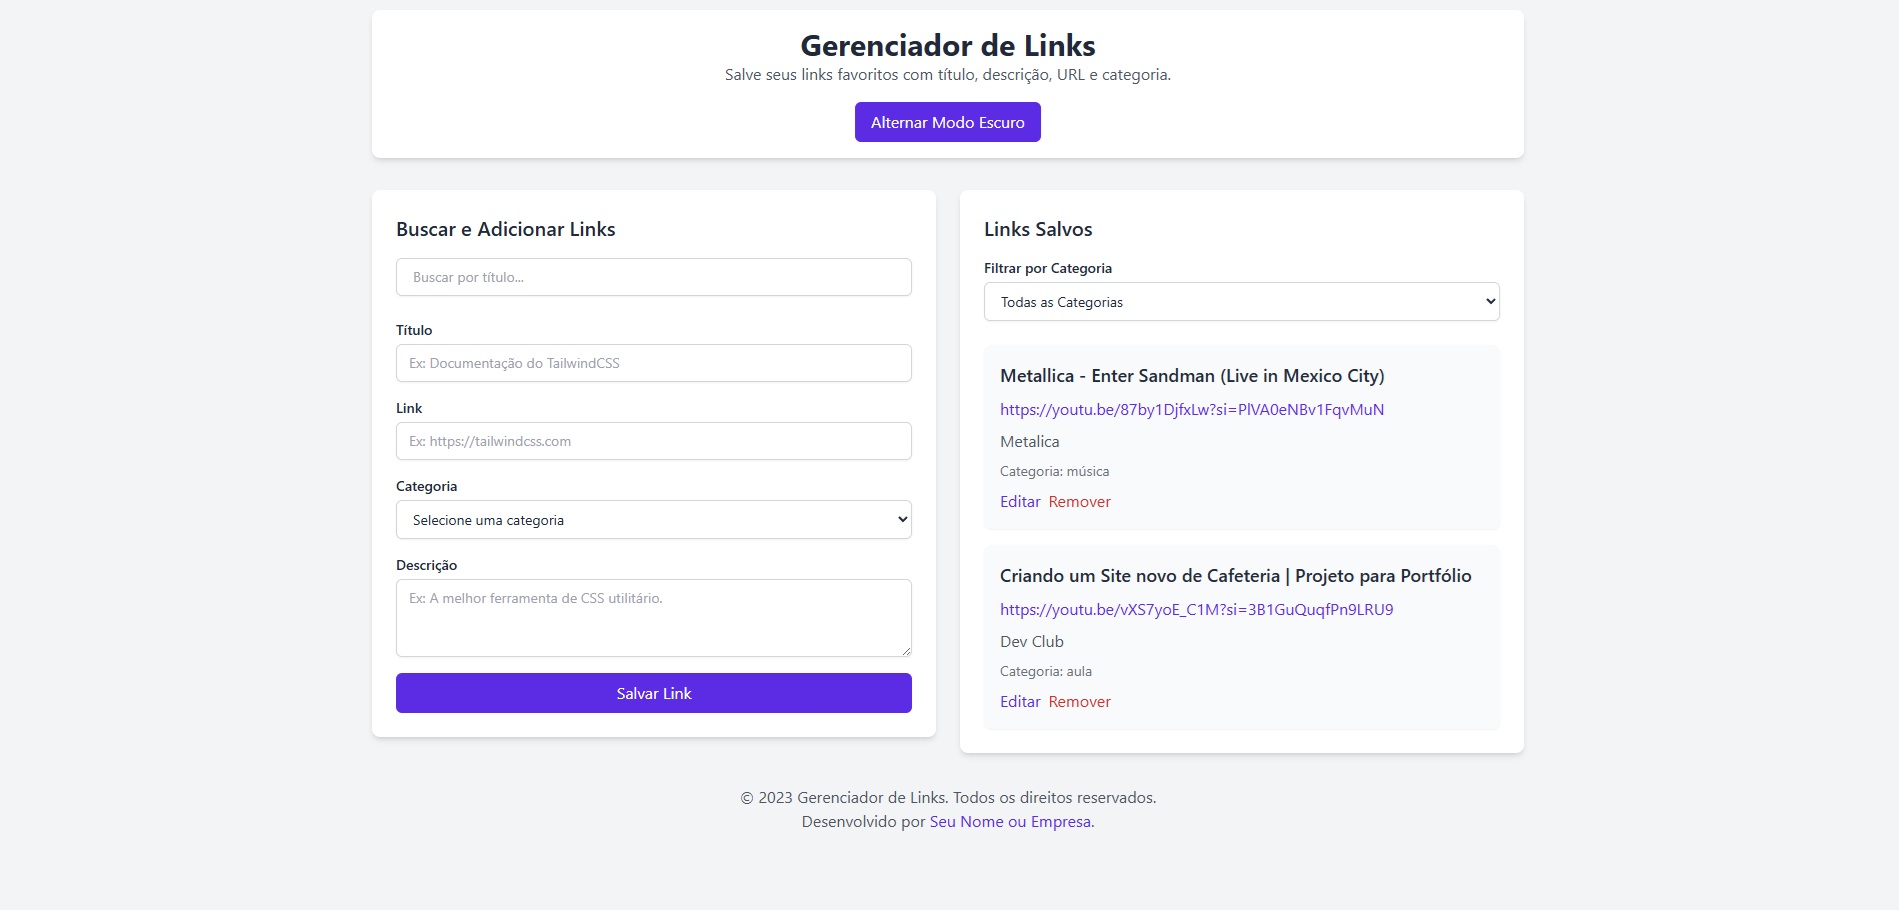 Gerenciador de Links
Salve seus links favoritos com título, descrição, URL e categoria.
Alternar Modo Escuro
Buscar e Adicionar Links
Buscar por título...
Título
Ex: Documentação do TailwindCSS
Link
Ex: https://tailwindcss.com
Categoria
Selecione uma categoria
Descrição
Ex: A melhor ferramenta de CSS utilitário.
Salvar Link
Links Salvos
Filtrar por Categoria
Todas as Categorias
Metallica - Enter Sandman (Live in Mexico City)
https://youtu.be/87by1DjfxLw?si=PlVA0eNBv1FqvMuN
Metalica
Categoria: música
Editar Remover
Criando um Site novo de Cafeteria | Projeto para Portfólio
https://youtu.be/vXS7yoE_C1M?si=3B1GuQuqfPn9LRU9
Dev Club
Categoria: aula
Editar Remover
© 2023 Gerenciador de Links. Todos os direitos reservados.
Desenvolvido por Seu Nome ou Empresa.